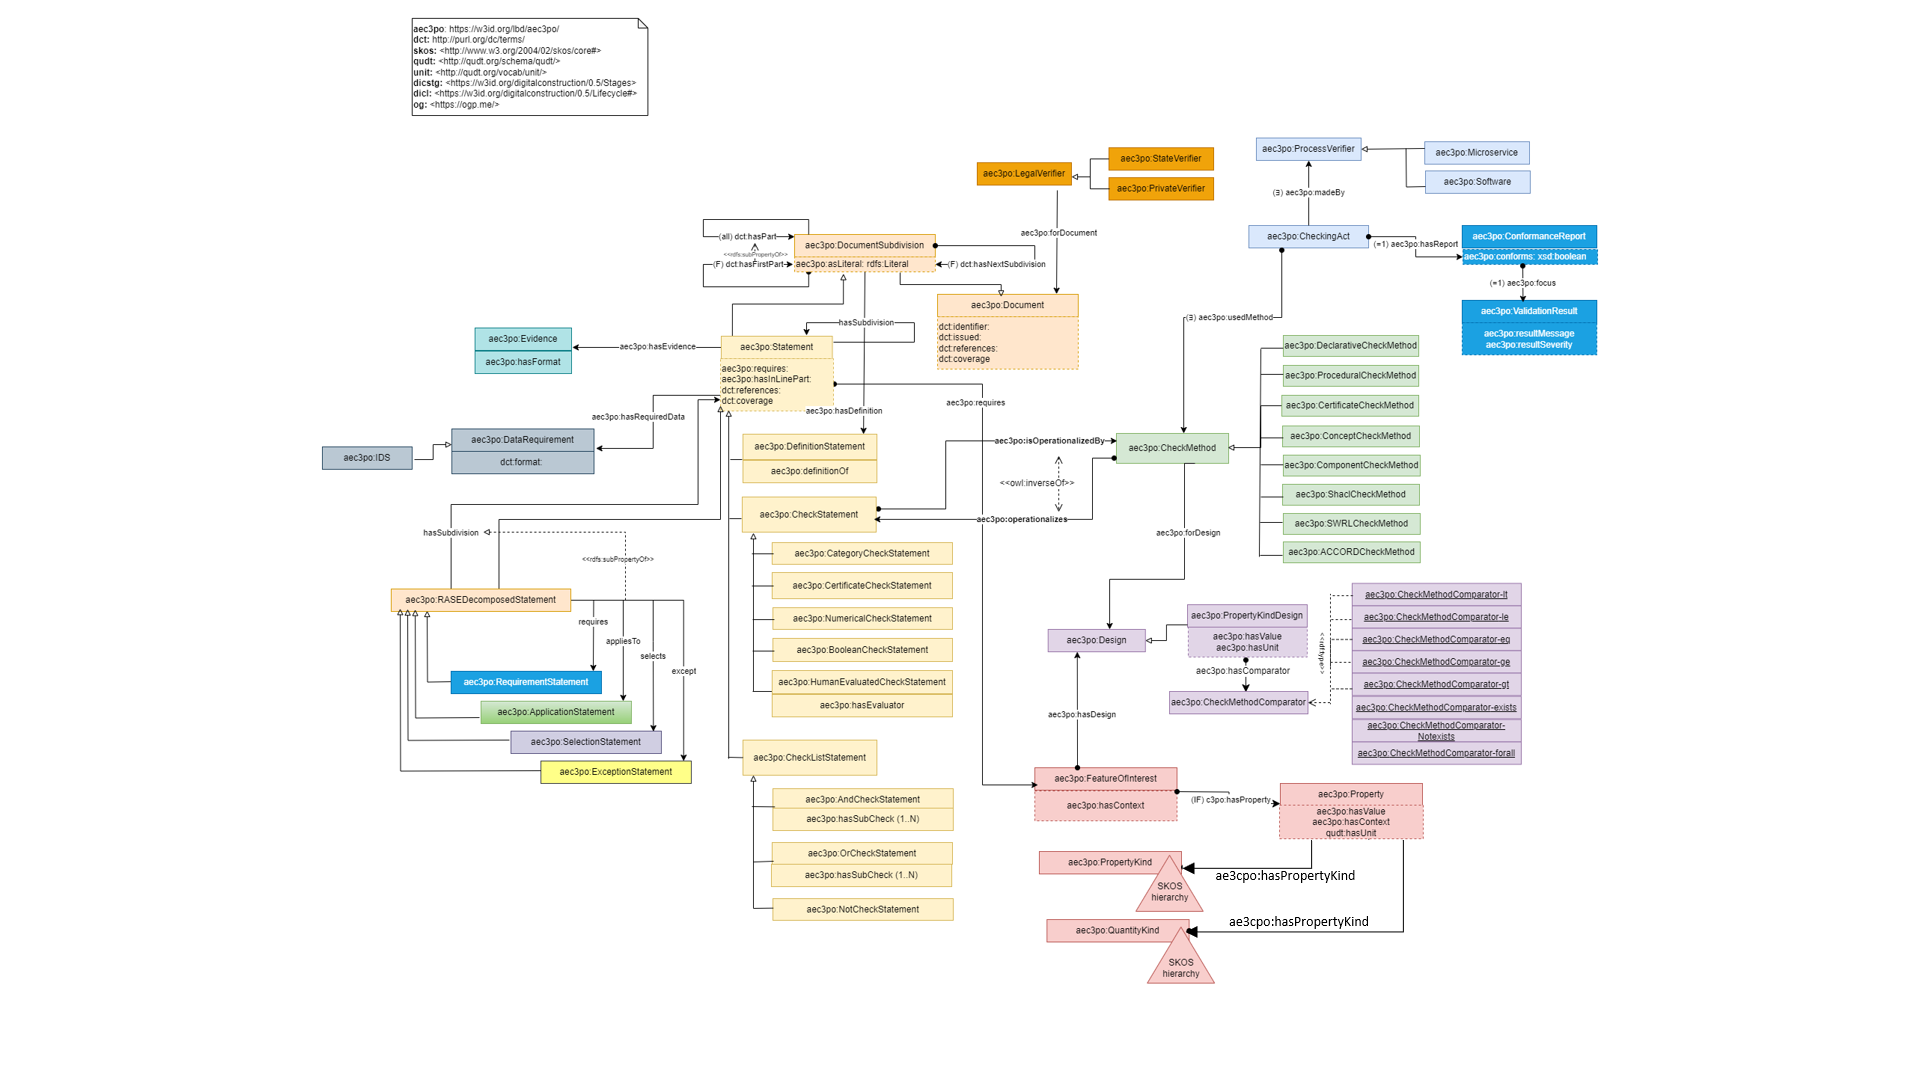 aec3po: https://w3id.org/lbd/aec3po/
dct: http://purl.org/dc/terms/
skos: <http://www.w3.org/2004/02/skos/core#>
qudt: <http://qudt.org/schema/qudt/>
unit: <http://qudt.org/vocab/unit/>
dicstg: <https://w3id.org/digitalconstruction/0.5/Stages>
dicl: <https://w3id.org/digitalconstruction/0.5/Lifecycle#>
og: <https://ogp.me/>
aec3po:LegalVerifier
aec3po:StateVerifier
aec3po:PrivateVerifier
aec3po:forDocument
aec3po:ProcessVerifier
aec3po:Microservice
aec3po:Software
(∃) aec3po:madeBy
aec3po:CheckingAct
(=1) aec3po:hasReport
aec3po:ConformanceReport
aec3po:conforms: xsd:boolean
(=1) aec3po:focus
aec3po:ValidationResult
aec3po:resultMessage
aec3po:resultSeverity
(∃) aec3po:usedMethod
(all) dct:hasPart
<<rdfs:subPropertyOf>>
(F) dct:hasFirstPart
aec3po:DocumentSubdivision
aec3po:asLiteral: rdfs:Literal
(F) dct:hasNextSubdivision
aec3po:Document
dct:identifier:
dct:issued:
dct:references:
dct:coverage
hasSubdivision
aec3po:Evidence
aec3po:hasFormat
aec3po:hasEvidence
aec3po:Statement
aec3po:requires:
aec3po:hasInLinePart:
dct:references:
dct:coverage
aec3po:hasRequiredData
aec3po:hasDefinition
aec3po:requires
aec3po:IDS
aec3po:DataRequirement
dct:format:
aec3po:DefinitionStatement
aec3po:definitionOf
aec3po:isOperationalizedBy
<<owl:inverseOf>>
aec3po:operationalizes
aec3po:CheckMethod
aec3po:DeclarativeCheckMethod
aec3po:ProceduralCheckMethod
aec3po:CertificateCheckMethod
aec3po:ConceptCheckMethod
aec3po:ComponentCheckMethod
aec3po:ShaclCheckMethod
aec3po:SWRLCheckMethod
aec3po:ACCORDCheckMethod
aec3po:CheckStatement
aec3po:CategoryCheckStatement
aec3po:CertificateCheckStatement
aec3po:NumericalCheckStatement
aec3po:BooleanCheckStatement
aec3po:HumanEvaluatedCheckStatement
aec3po:hasEvaluator
hasSubdivision
<<rdfs:subPropertyOf>>
aec3po:RASEDecomposedStatement
requires
appliesTo
selects
except
aec3po:RequirementStatement
aec3po:ApplicationStatement
aec3po:SelectionStatement
aec3po:ExceptionStatement
aec3po:CheckListStatement
aec3po:AndCheckStatement
aec3po:hasSubCheck (1..N)
aec3po:OrCheckStatement
aec3po:hasSubCheck (1..N)
aec3po:NotCheckStatement
aec3po:forDesign
aec3po:Design
aec3po:PropertyKindDesign
aec3po:hasValue
aec3po:hasUnit
aec3po:hasComparator
aec3po:CheckMethodComparator
<<rdf:type>>
aec3po:CheckMethodComparator-lt
aec3po:CheckMethodComparator-le
aec3po:CheckMethodComparator-eq
aec3po:CheckMethodComparator-ge
aec3po:CheckMethodComparator-gt
aec3po:CheckMethodComparator-exists
aec3po:CheckMethodComparator-
Notexists
aec3po:CheckMethodComparator-forall
aec3po:hasDesign
aec3po:FeatureOfInterest
aec3po:hasContext
(IF) c3po:hasProperty
aec3po:Property
aec3po:hasValue
aec3po:hasContext
qudt:hasUnit
aec3po:PropertyKind
SKOS
hierarchy
ae3cpo:hasPropertyKind
aec3po:QuantityKind
SKOS
hierarchy
ae3cpo:hasPropertyKind